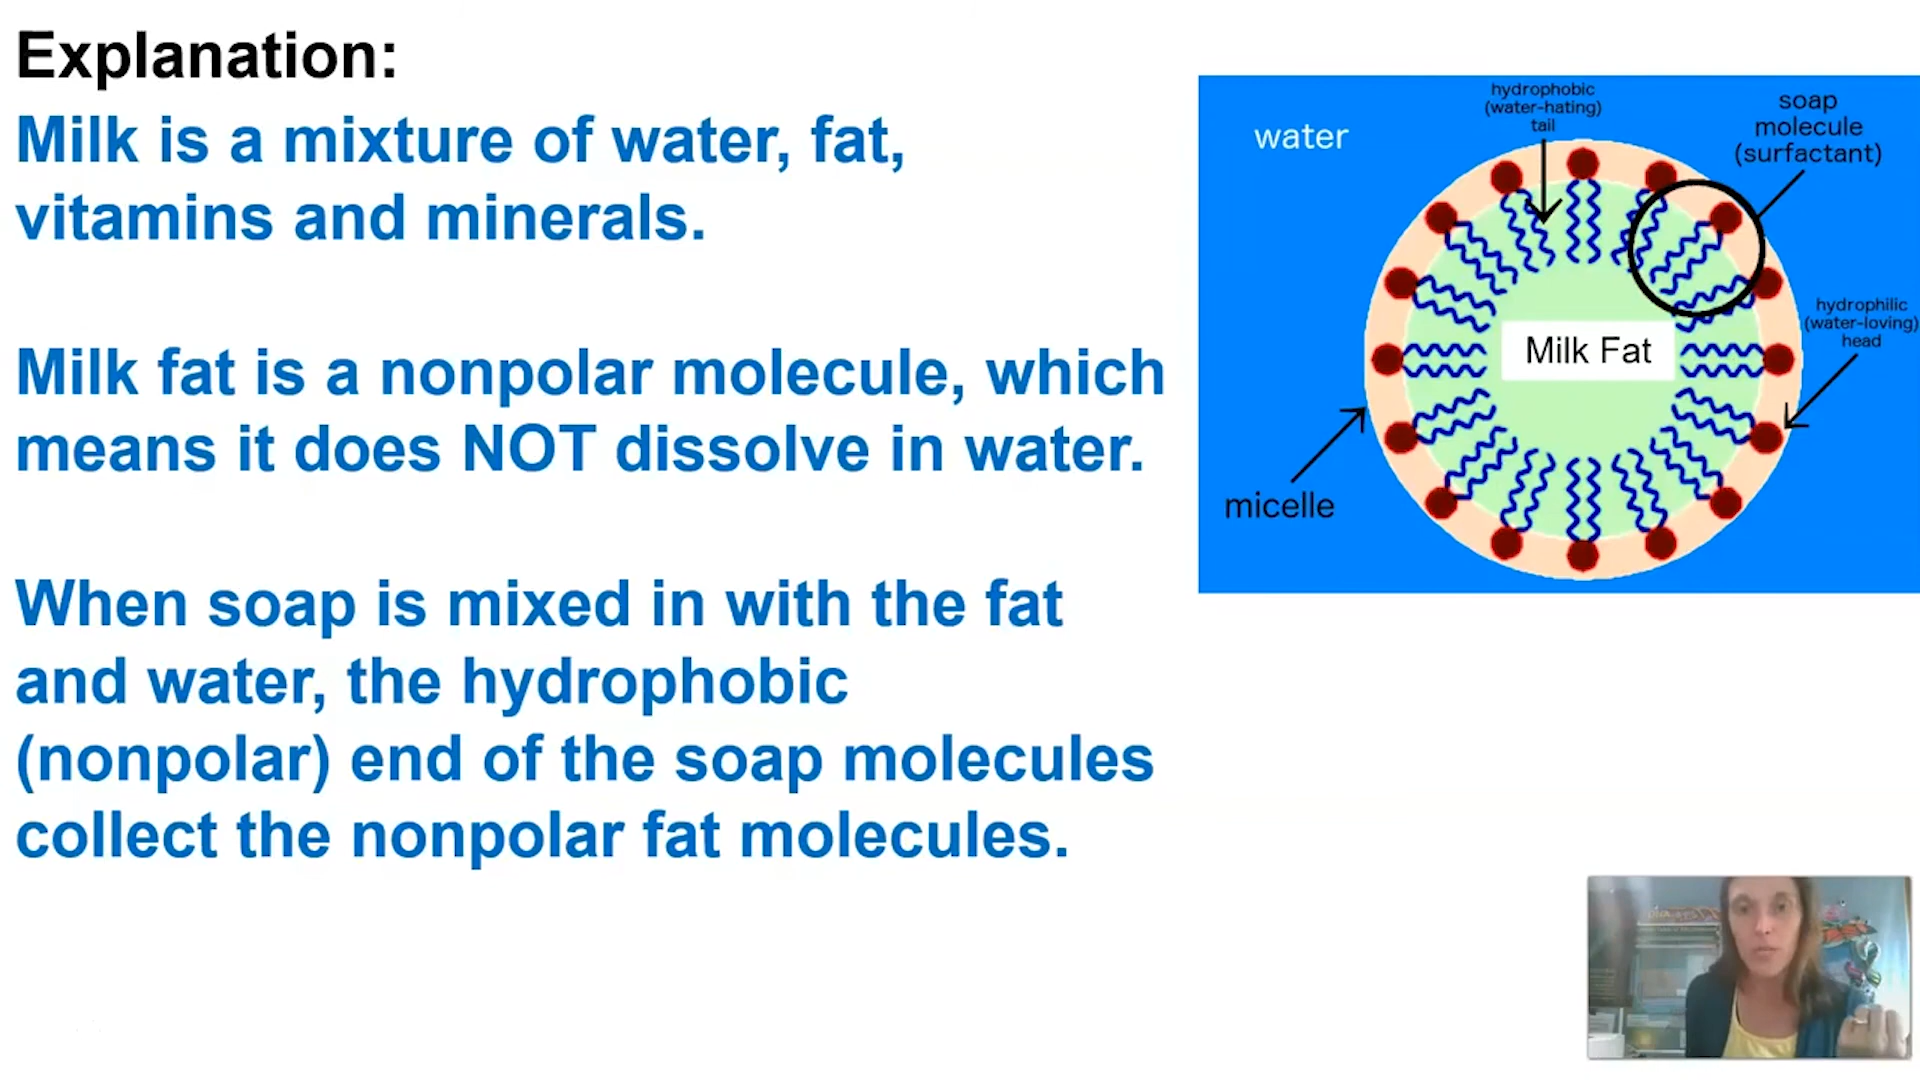 Explanation:
Milk is a mixture of water, fat,
vitamins and minerals.
Milk fat is a nonpolar molecule, which
means it does NOT dissolve in water.
When soap is mixed in with the fat
and water, the hydrophobic
(nonpolar) end of the soap molecules
collect the nonpolar fat molecules.
water
hydrophobic
(water-hating)
tail
soap
molecule
(surfactant)
hydrophilic
(water-loving)
head
Milk Fat
micelle